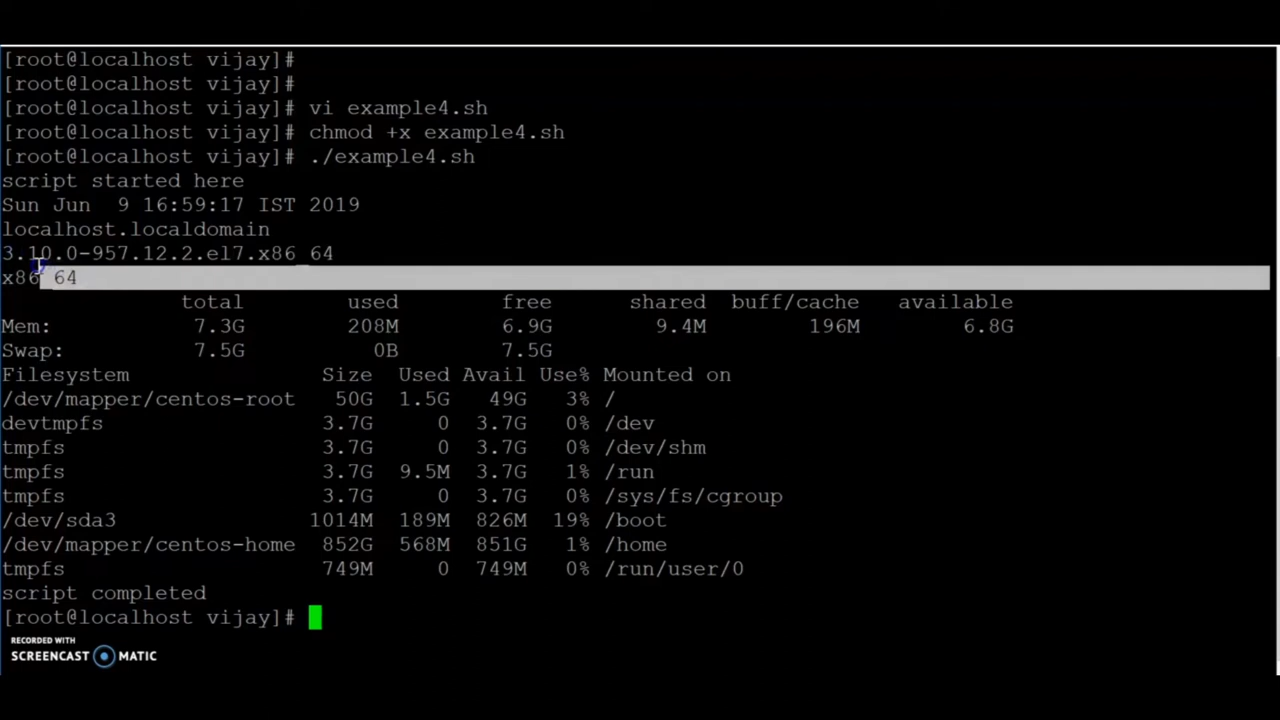 [root@localhost vijay]#
[root@localhost vijay]#
[root@localhost vijay]# vi example4.sh
[root@localhost vijay]# chmod +x example4.sh
[root@localhost vijay]# ./example4.sh
script started here
Sun Jun  9 16:59:17 IST 2019
localhost.localdomain
3.10.0-957.12.2.el7.x86_64
x86_64
              total        used        free      shared  buff/cache   available
Mem:           7.3G        208M        6.9G        9.4M        196M        6.8G
Swap:          7.5G          0B        7.5G
Filesystem               Size  Used Avail Use% Mounted on
/dev/mapper/centos-root   50G  1.5G   49G   3% /
devtmpfs                 3.7G     0  3.7G   0% /dev
tmpfs                    3.7G     0  3.7G   0% /dev/shm
tmpfs                    3.7G  9.5M  3.7G   1% /run
tmpfs                    3.7G     0  3.7G   0% /sys/fs/cgroup
/dev/sda3               1014M  189M  826M  19% /boot
/dev/mapper/centos-home  852G  568M  851G   1% /home
tmpfs                    749M     0  749M   0% /run/user/0
script completed
[root@localhost vijay]#
RECORDED WITH
SCREENCAST MATIC